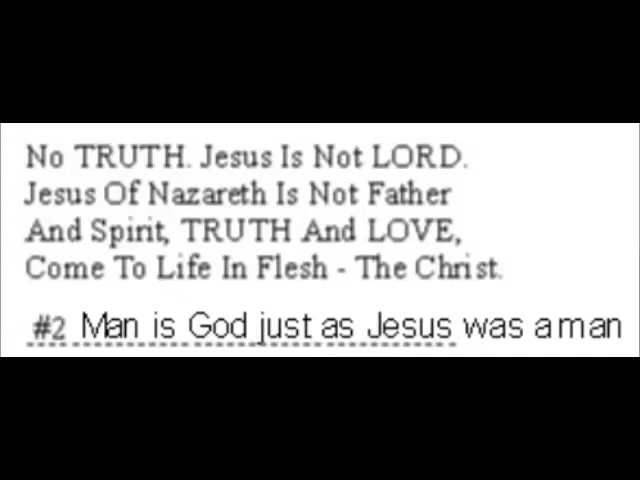 No TRUTH. Jesus Is Not LORD.
Jesus Of Nazareth Is Not Father
And Spirit, TRUTH And LOVE,
Come To Life In Flesh - The Christ.
#2 Man is God just as Jesus was a man